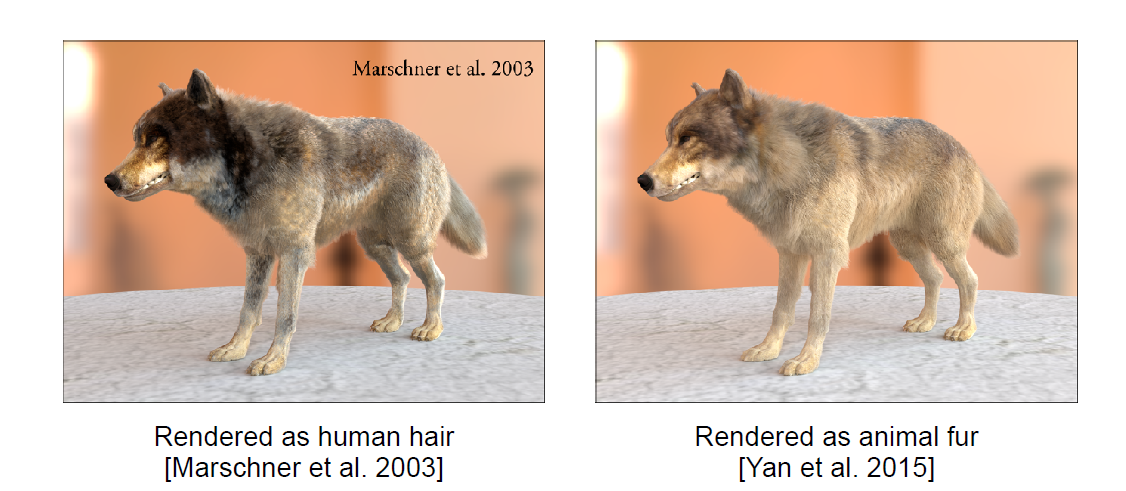 Marschner et al. 2003
Rendered as human hair
[Marschner et al. 2003]
Rendered as animal fur
[Yan et al. 2015]